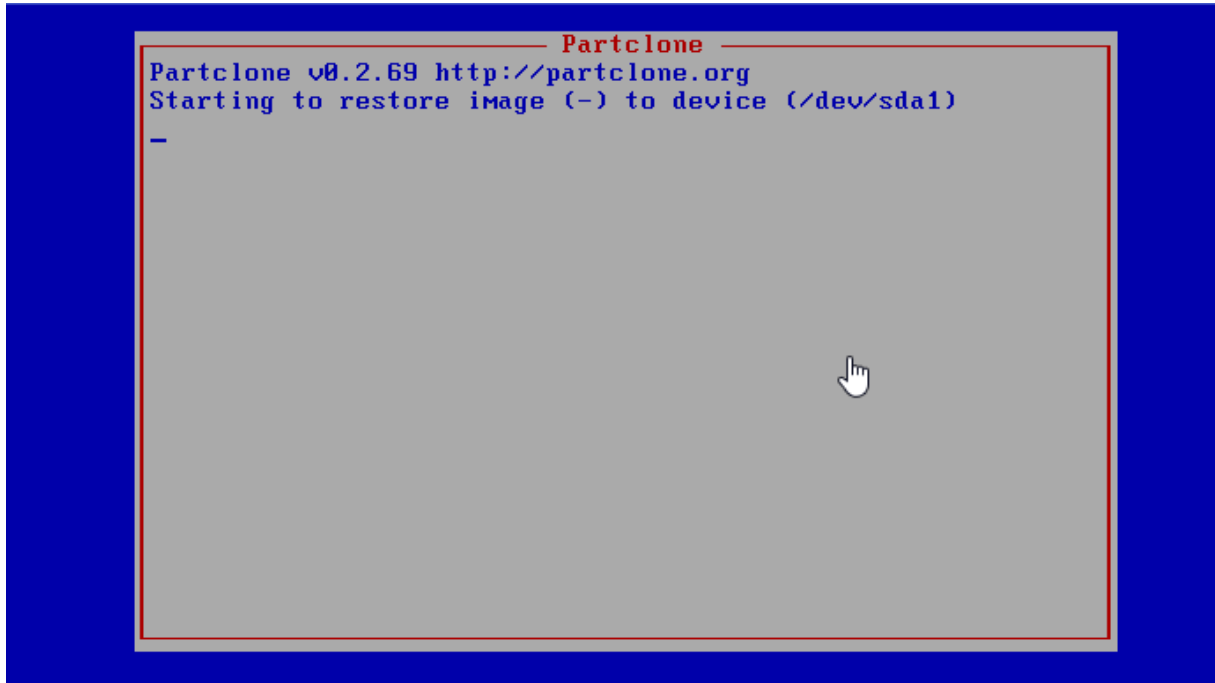 Partclone
Partclone v0.2.69 http://partclone.org
Starting to restore image (-) to device (/dev/sda1)